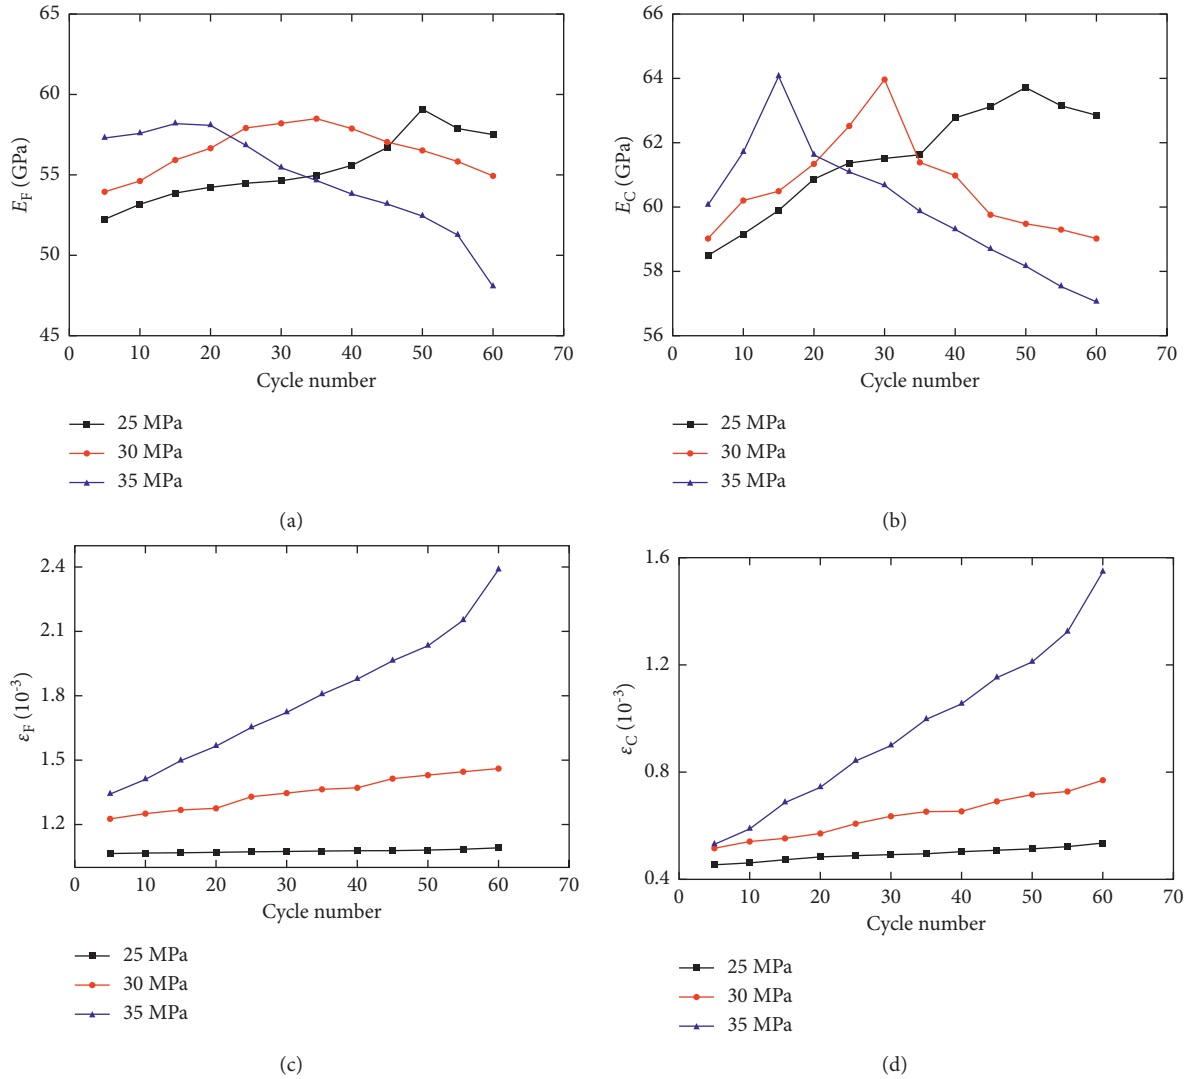 65
60
55
50
45
E_F (GPa)
0 10 20 30 40 50 60 70
Cycle number
25 MPa
30 MPa
35 MPa
(a)
66
64
62
60
58
56
E_C (GPa)
0 10 20 30 40 50 60 70
Cycle number
25 MPa
30 MPa
35 MPa
(b)
2.4
2.1
1.8
1.5
1.2
ε_F (10⁻³)
0 10 20 30 40 50 60 70
Cycle number
25 MPa
30 MPa
35 MPa
(c)
1.6
1.2
0.8
0.4
ε_C (10⁻³)
0 10 20 30 40 50 60 70
Cycle number
25 MPa
30 MPa
35 MPa
(d)